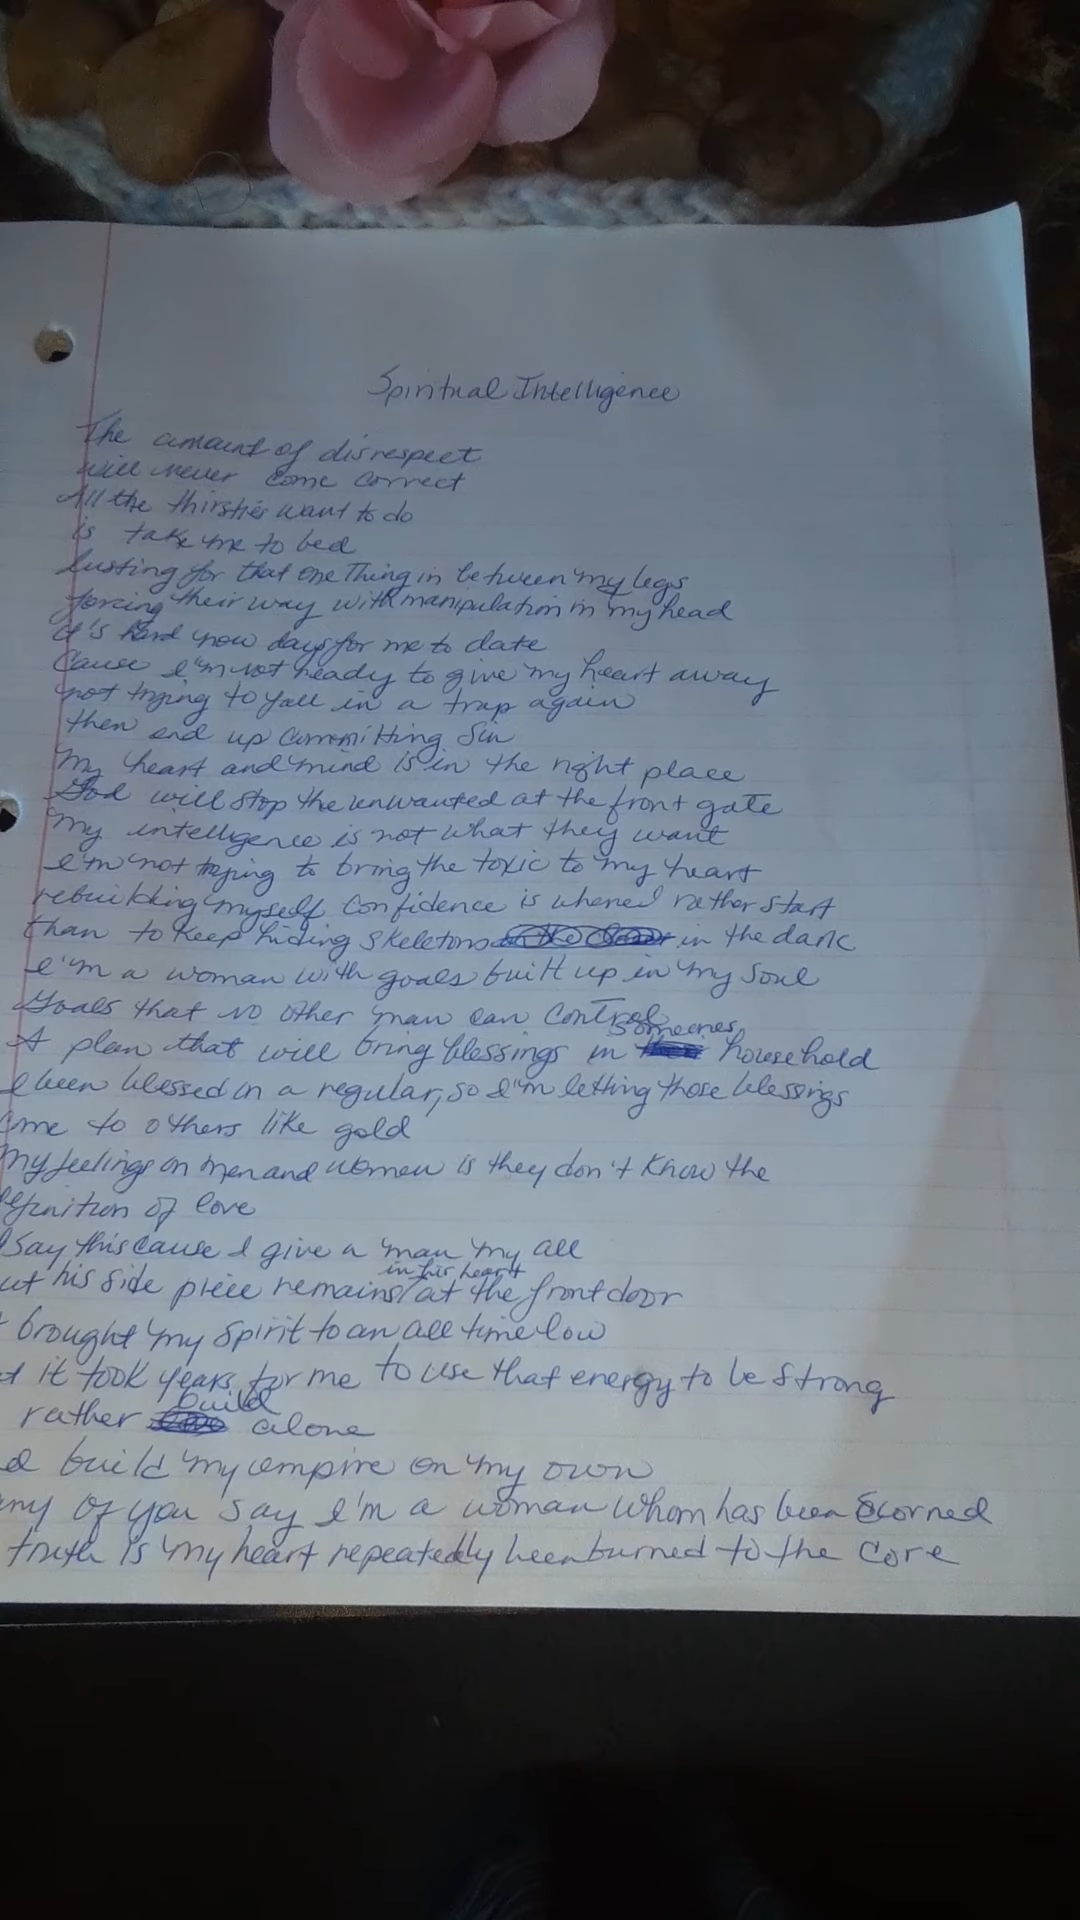 Spiritual Intelligence
The amount of disrespect
will never come correct
All the thirsties want to do
is take me to bed
lusting for that one Thing in between my legs
forcing their way with manipulation in my head
it's hard now days for me to date
Cause I'm not ready to give my heart away
not trying to fall in a trap again
then end up committing Sin
My heart and mind is in the right place
God will stop the unwanted at the front gate
My intelligence is not what they want
I'm not trying to bring the toxic to my heart
rebuilding myself confidence is where I rather start
than to keep hiding skeletons in the dark
I'm a woman with goals built up in my soul
Goals that no other man can control
A plan that will bring blessings in someones household
I been blessed on a regular, so I'm letting those blessings
ome to others like gold
My feelings on men and women is they don't know the
efinition of love
I say this cause I give a man my all
ut his side piece remains in his heart / at the front door
brought my spirit to an all time low
it took years for me to use that energy to be strong
rather build alone
I build my empire on my own
any of you say I'm a woman whom has been scorned
truth is my heart repeatedly been burned to the core